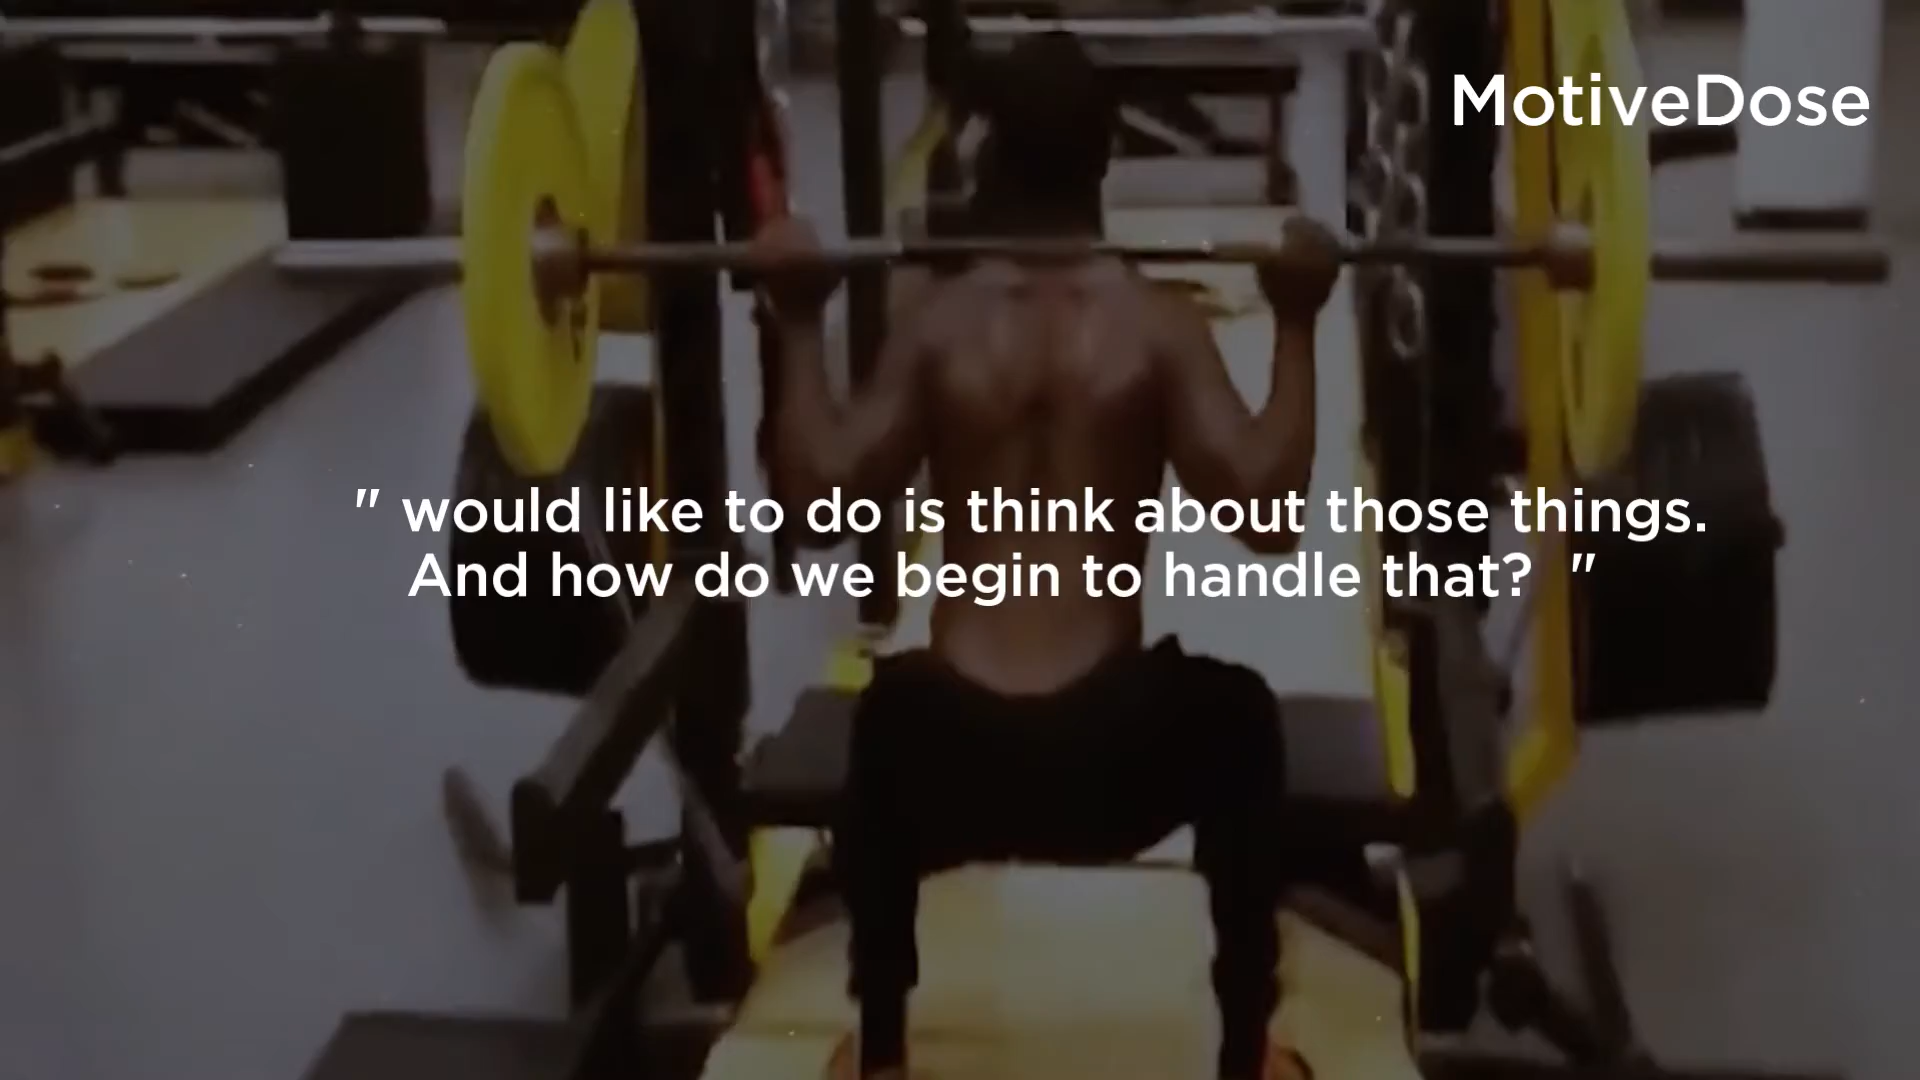 MotiveDose
" would like to do is think about those things.
And how do we begin to handle that? "